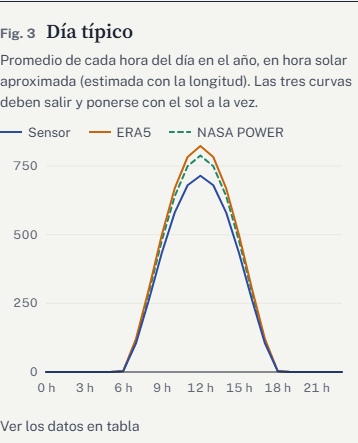 Fig. 3 Día típico
Promedio de cada hora del día en el año, en hora solar
aproximada (estimada con la longitud). Las tres curvas
deben salir y ponerse con el sol a la vez.
Sensor ERA5 NASA POWER
750
500
250
0
0 h 3 h 6 h 9 h 12 h 15 h 18 h 21 h
Ver los datos en tabla